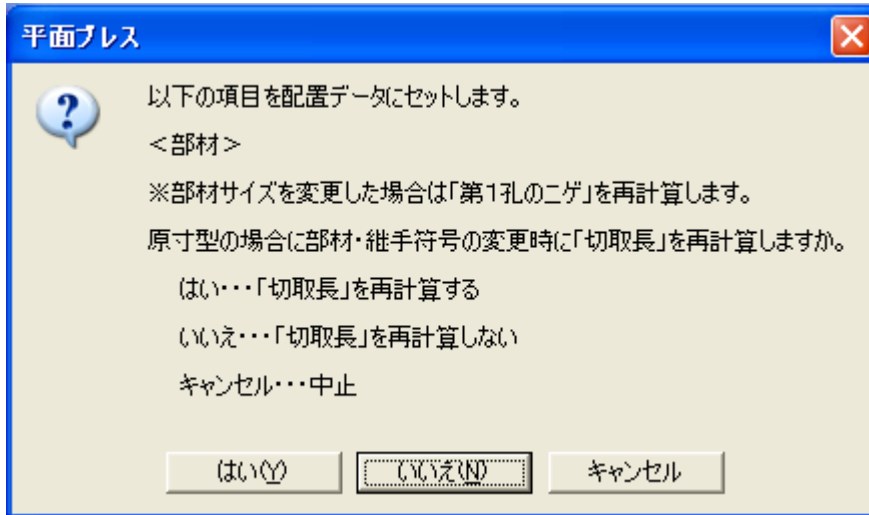 平面ブレス
以下の項目を配置データにセットします。
＜部材＞
※部材サイズを変更した場合は「第1孔のニゲ」を再計算します。
原寸型の場合に部材・継手符号の変更時に「切取長」を再計算しますか。
はい・・・「切取長」を再計算する
いいえ・・・「切取長」を再計算しない
キャンセル・・・中止
はい(Y) いいえ(N) キャンセル